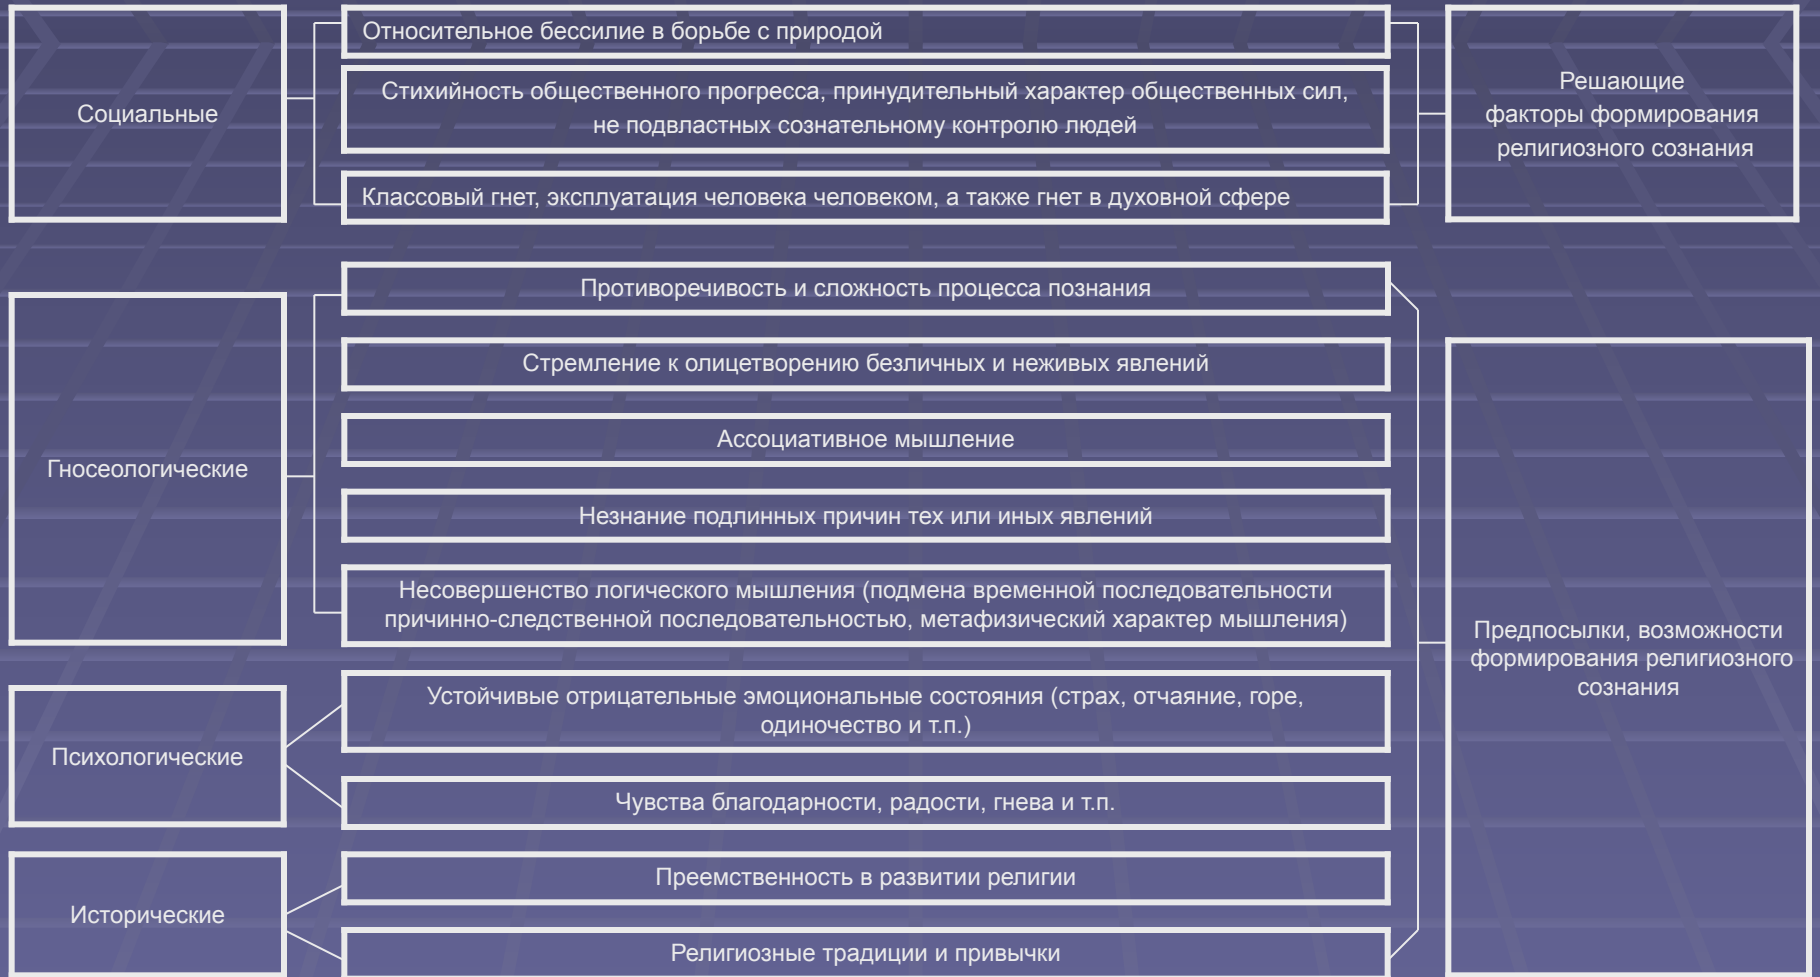 Социальные
Относительное бессилие в борьбе с природой
Стихийность общественного прогресса, принудительный характер общественных сил,
не подвластных сознательному контролю людей
Классовый гнет, эксплуатация человека человеком, а также гнет в духовной сфере
Решающие
факторы формирования
религиозного сознания
Гносеологические
Противоречивость и сложность процесса познания
Стремление к олицетворению безличных и неживых явлений
Ассоциативное мышление
Незнание подлинных причин тех или иных явлений
Несовершенство логического мышления (подмена временной последовательности
причинно-следственной последовательностью, метафизический характер мышления)
Психологические
Устойчивые отрицательные эмоциональные состояния (страх, отчаяние, горе,
одиночество и т.п.)
Чувства благодарности, радости, гнева и т.п.
Исторические
Преемственность в развитии религии
Религиозные традиции и привычки
Предпосылки, возможности
формирования религиозного
сознания